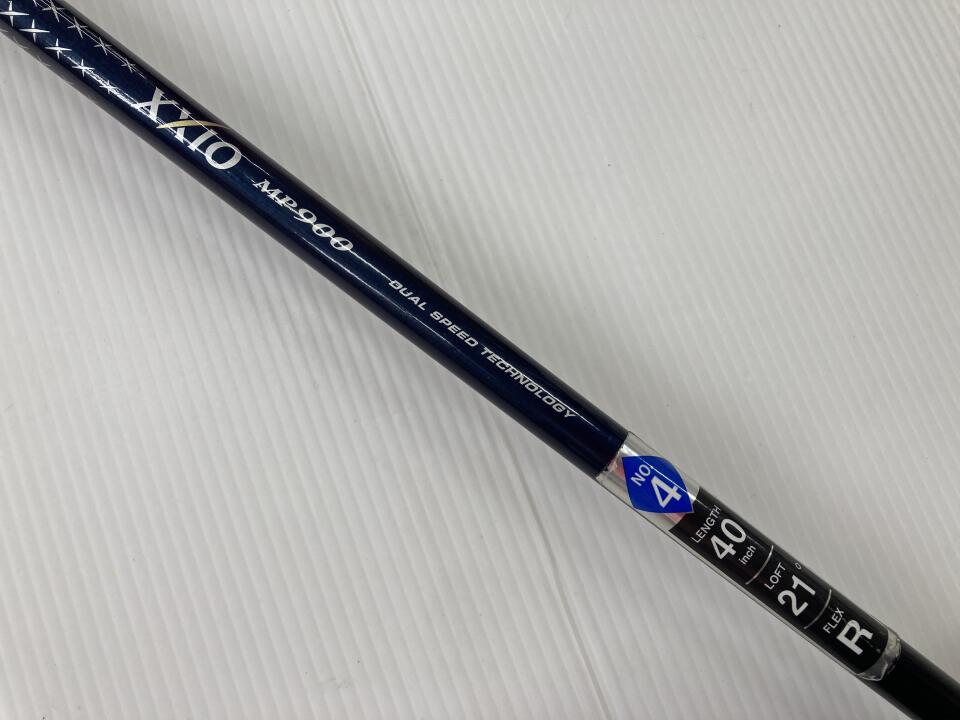 XXIO
MP900
DUAL SPEED TECHNOLOGY
NO.
4
LENGTH
40
inch
LOFT
21°
FLEX
R